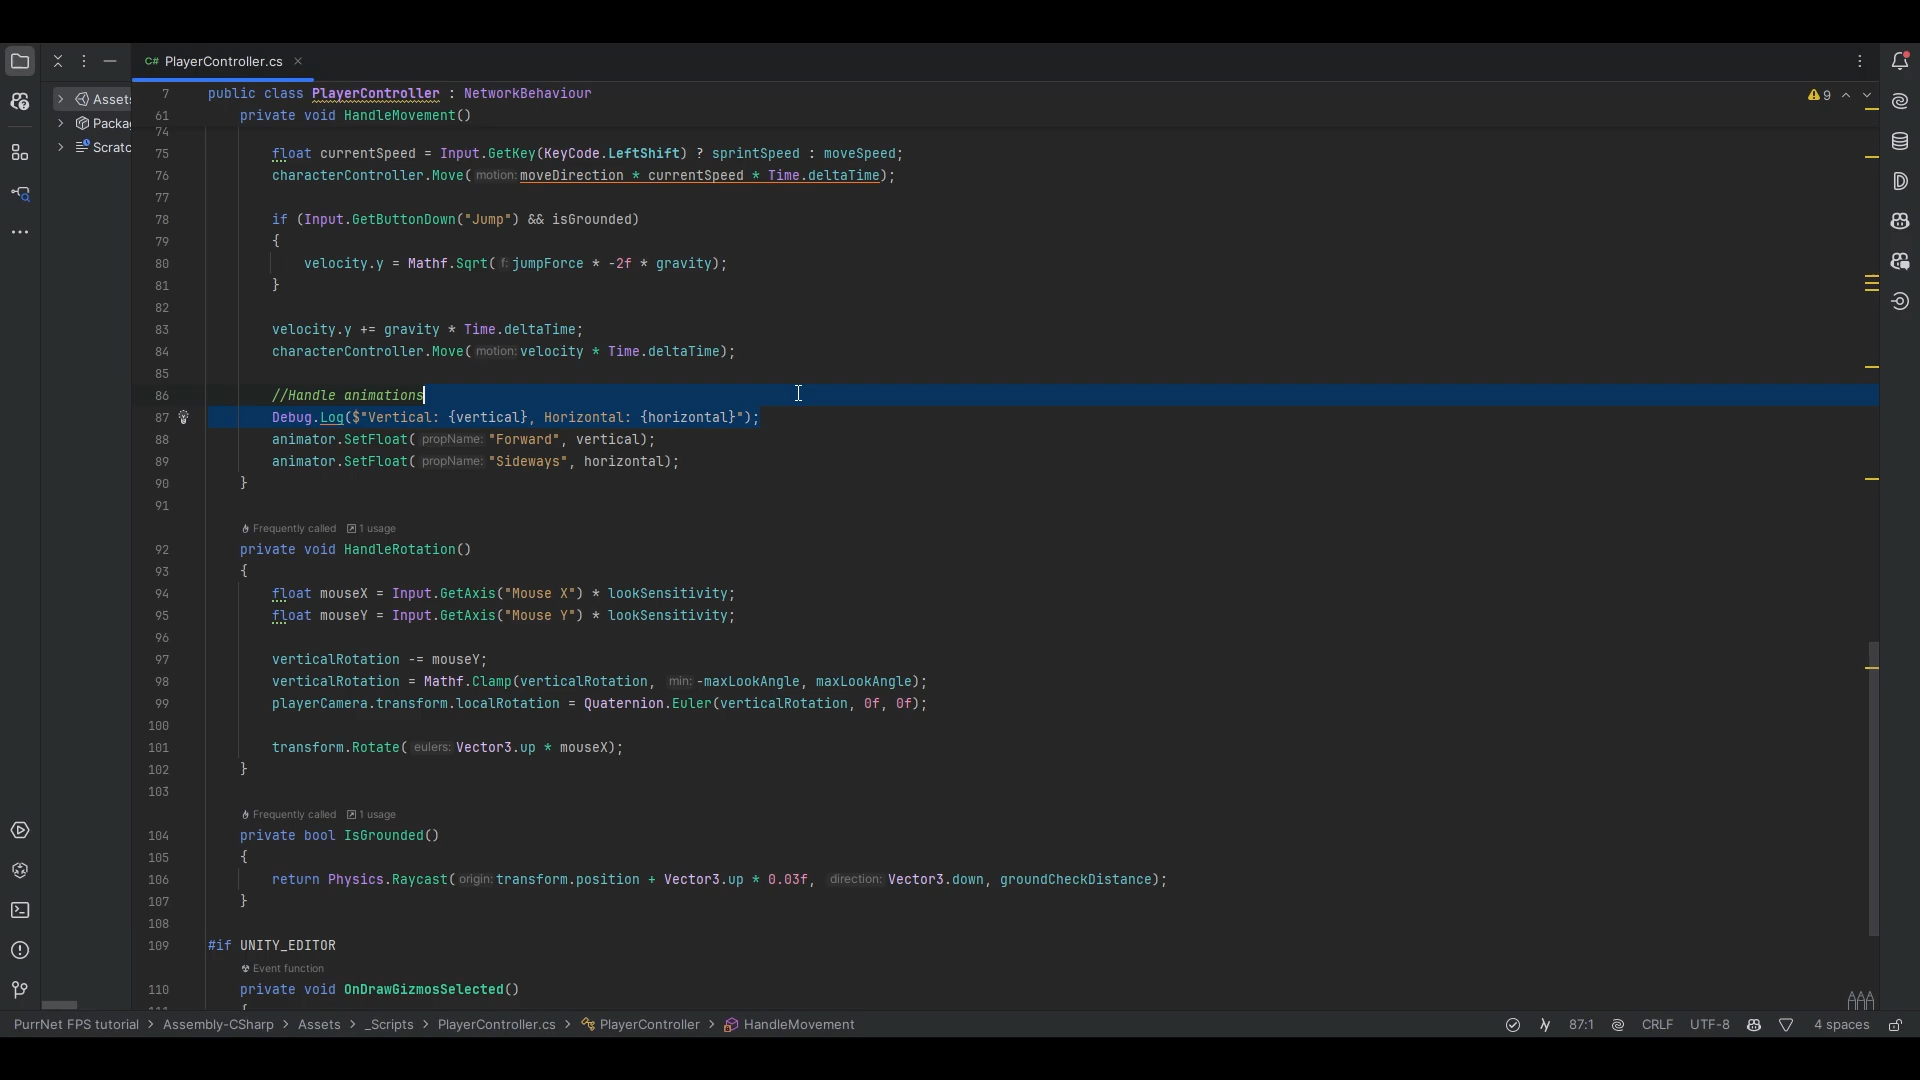 C# PlayerController.cs
Assets
7 public class PlayerController : NetworkBehaviour
9
61 private void HandleMovement()
74
Packa
Scratc
75 float currentSpeed = Input.GetKey(KeyCode.LeftShift) ? sprintSpeed : moveSpeed;
76 characterController.Move( motion: moveDirection * currentSpeed * Time.deltaTime);
77
78 if (Input.GetButtonDown("Jump") && isGrounded)
79 {
80 velocity.y = Mathf.Sqrt( f: jumpForce * -2f * gravity);
81 }
82
83 velocity.y += gravity * Time.deltaTime;
84 characterController.Move( motion: velocity * Time.deltaTime);
85
86 //Handle animations
87 Debug.Log($"Vertical: {vertical}, Horizontal: {horizontal}");
88 animator.SetFloat( propName: "Forward", vertical);
89 animator.SetFloat( propName: "Sideways", horizontal);
90 }
91
Frequently called 1 usage
92 private void HandleRotation()
93 {
94 float mouseX = Input.GetAxis("Mouse X") * lookSensitivity;
95 float mouseY = Input.GetAxis("Mouse Y") * lookSensitivity;
96
97 verticalRotation -= mouseY;
98 verticalRotation = Mathf.Clamp(verticalRotation, min: -maxLookAngle, maxLookAngle);
99 playerCamera.transform.localRotation = Quaternion.Euler(verticalRotation, 0f, 0f);
100
101 transform.Rotate( eulers: Vector3.up * mouseX);
102 }
103
Frequently called 1 usage
104 private bool IsGrounded()
105 {
106 return Physics.Raycast( origin: transform.position + Vector3.up * 0.03f, direction: Vector3.down, groundCheckDistance);
107 }
108
109 #if UNITY_EDITOR
Event function
110 private void OnDrawGizmosSelected()
PurrNet FPS tutorial > Assembly-CSharp > Assets > _Scripts > PlayerController.cs > PlayerController > HandleMovement
87:1 CRLF UTF-8 4 spaces